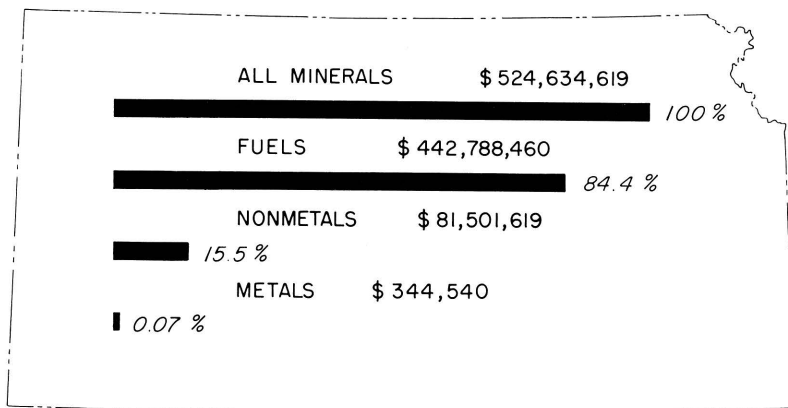 ALL MINERALS $ 524,634,619
100 %
FUELS $ 442,788,460
84.4 %
NONMETALS $ 81,501,619
15.5 %
METALS $ 344,540
0.07 %